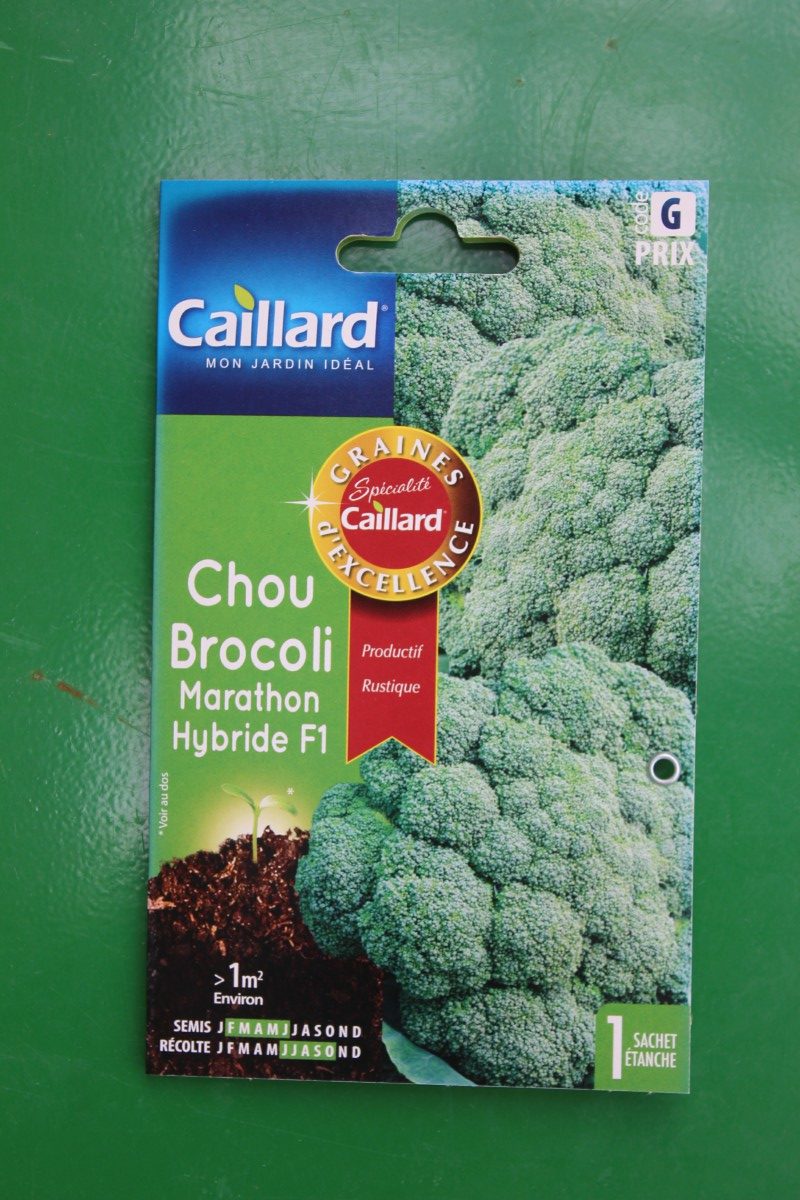 code G
PRIX
Caillard®
MON JARDIN IDÉAL
GRAINES
Spécialité
Caillard
d'EXCELLENCE
Chou
Brocoli
Marathon
Hybride F1
Productif
Rustique
*
* Voir au dos
>1m²
Environ
SEMIS JFMAMJJASOND
RÉCOLTE JFMAMJJASOND
1 SACHET
ÉTANCHE